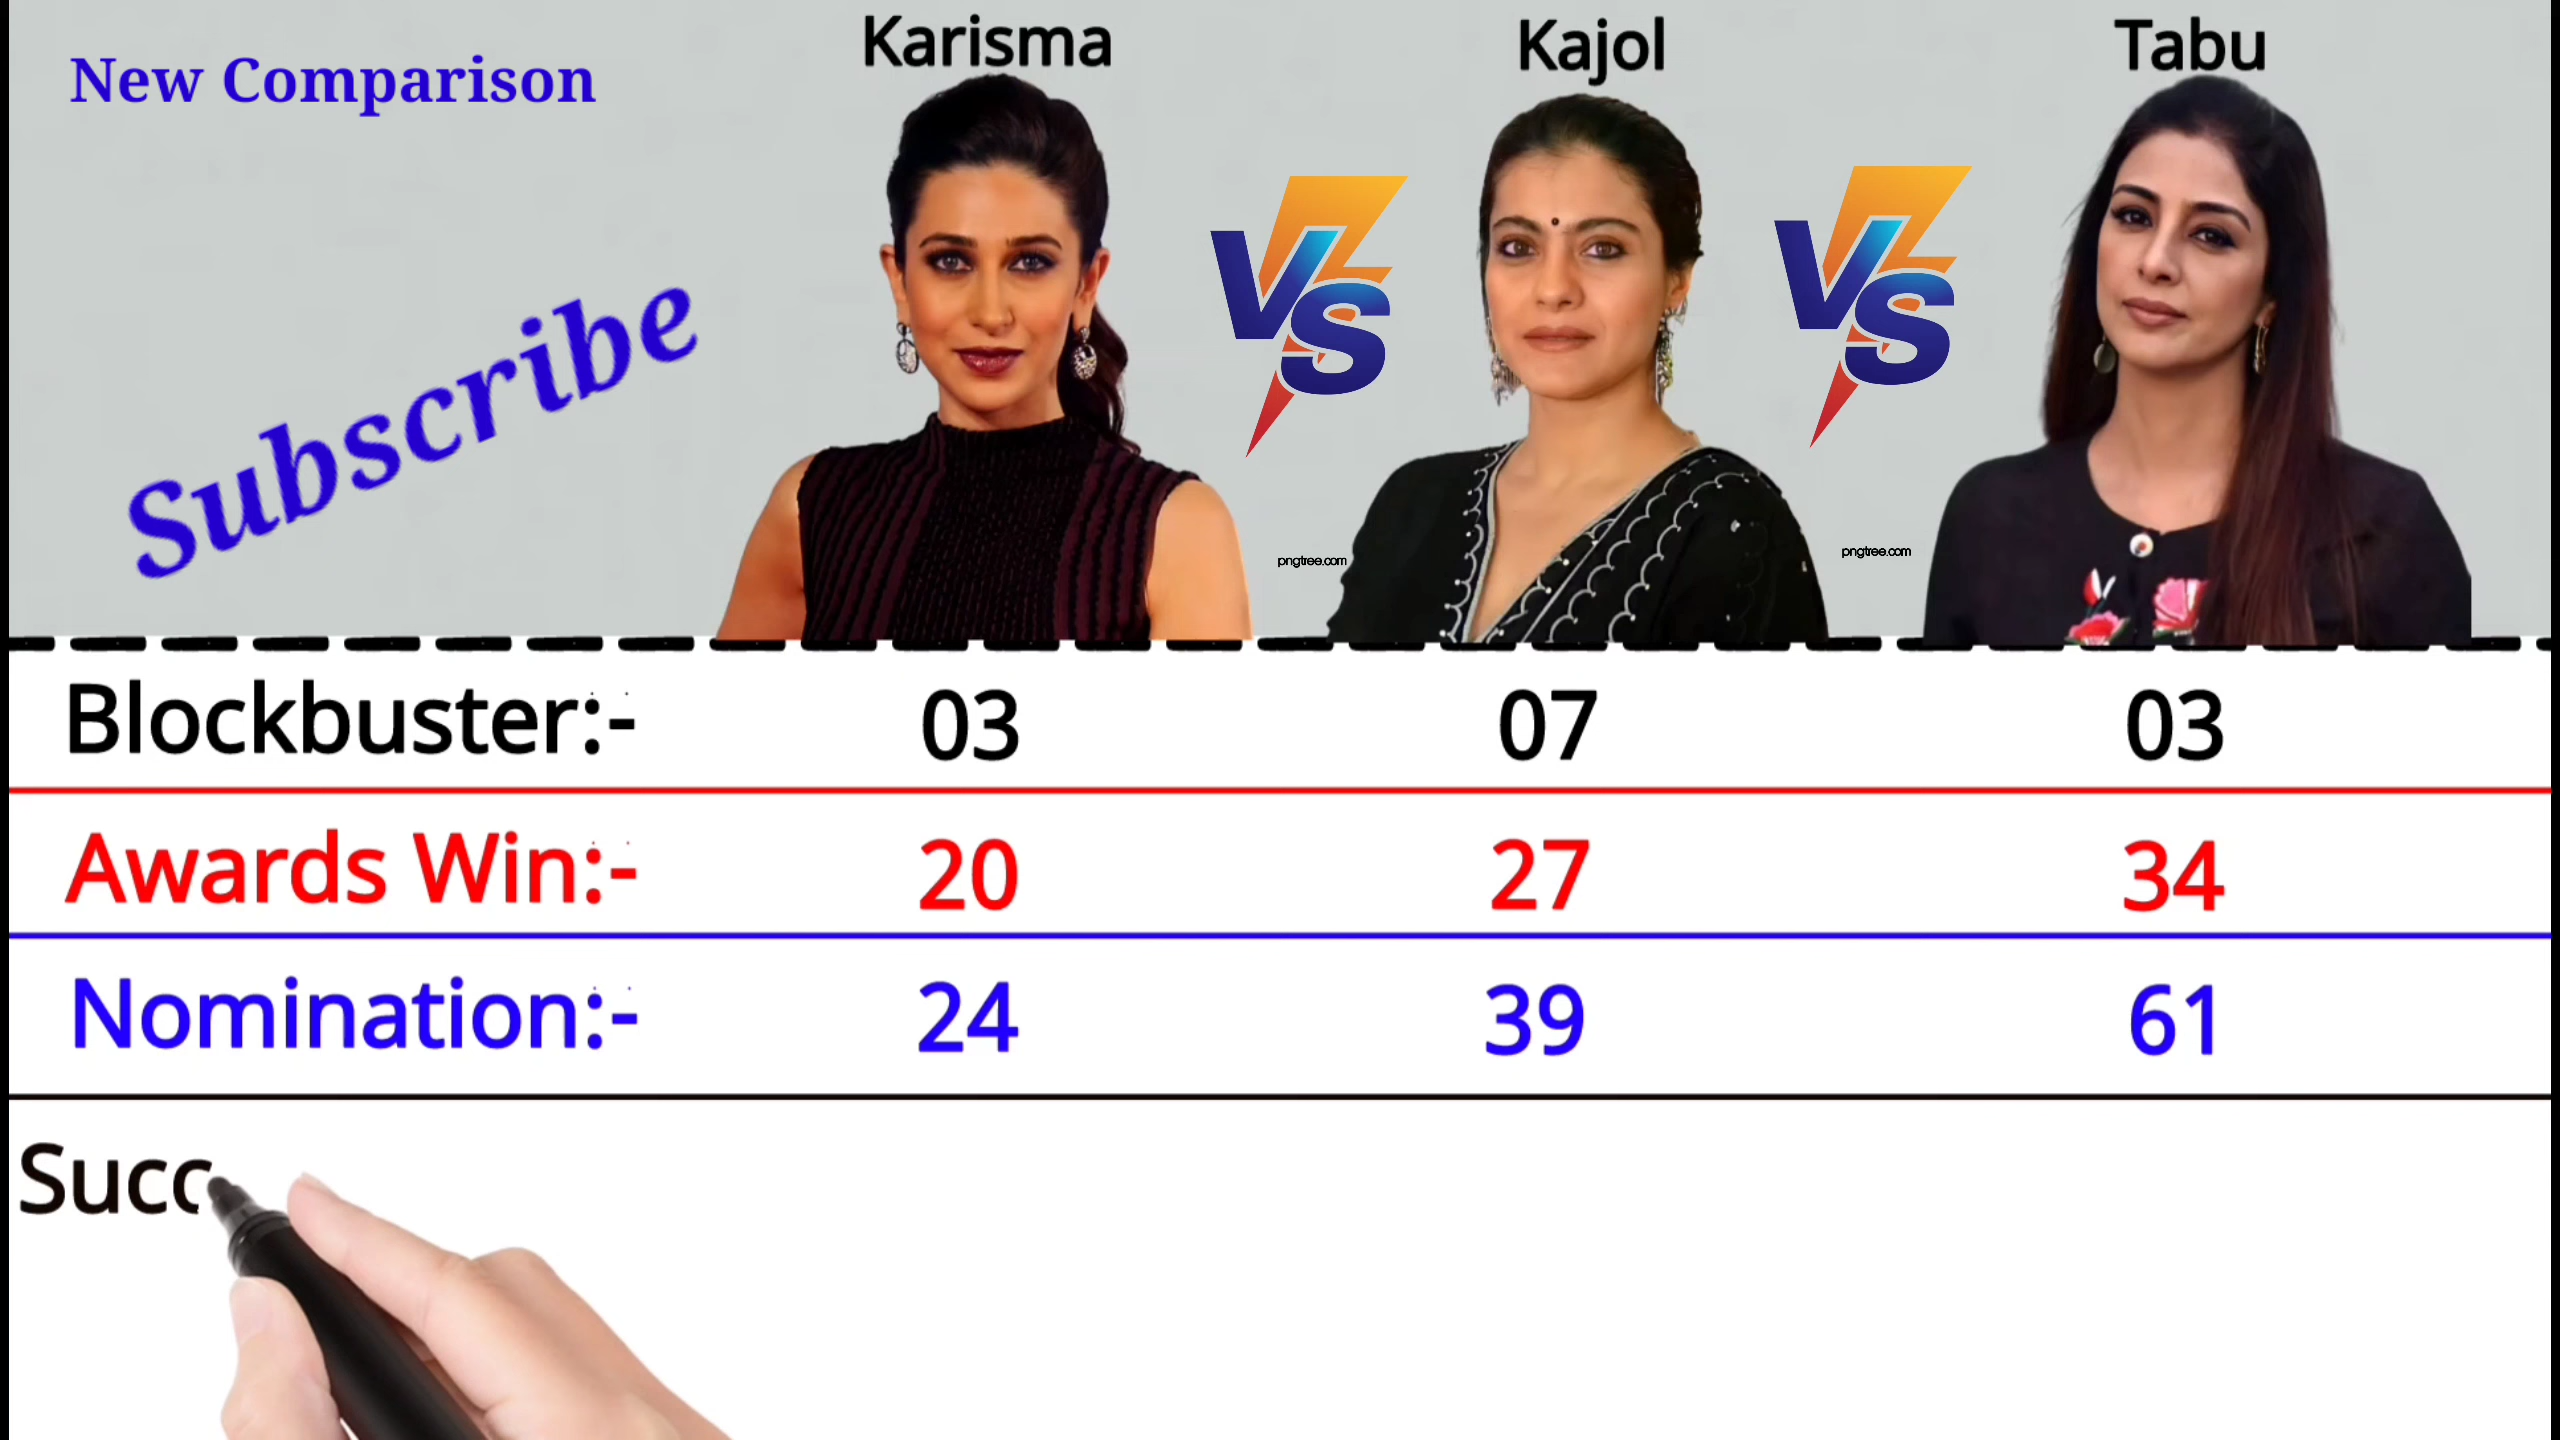 New Comparison
Karisma
Kajol
Tabu
Subscribe
VS
VS
pngtree.com
pngtree.com
Blockbuster:- 03 07 03
Awards Win:- 20 27 34
Nomination:- 24 39 61
Succ